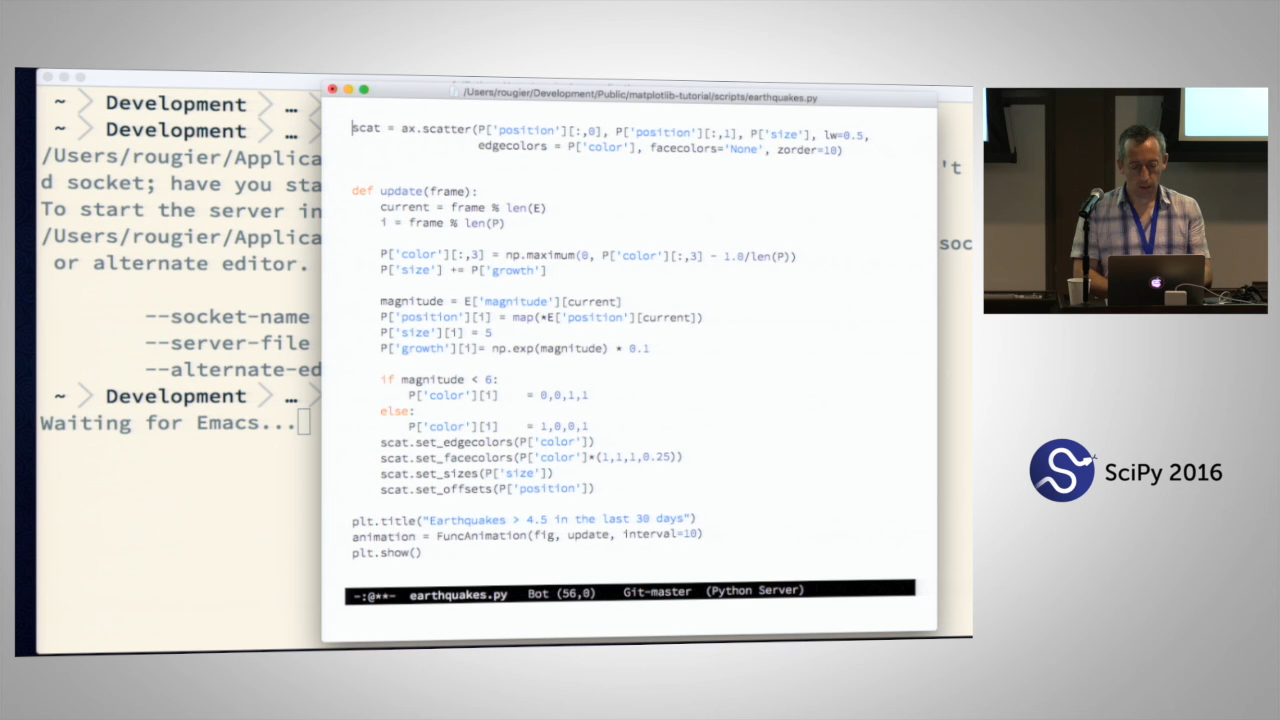 ~ Development ...
~ Development ...
/Users/rougier/Applica
d socket; have you sta
To start the server in
/Users/rougier/Applica
or alternate editor.
--socket-name
--server-file
--alternate-ed
~ Development ...
Waiting for Emacs...
/Users/rougier/Development/Public/matplotlib-tutorial/scripts/earthquakes.py
scat = ax.scatter(P['position'][:,0], P['position'][:,1], P['size'], lw=0.5,
edgecolors = P['color'], facecolors='None', zorder=10)
def update(frame):
current = frame % len(E)
i = frame % len(P)
P['color'][:,3] = np.maximum(0, P['color'][:,3] - 1.0/len(P))
P['size'] += P['growth']
magnitude = E['magnitude'][current]
P['position'][i] = map(*E['position'][current])
P['size'][i] = 5
P['growth'][i]= np.exp(magnitude) * 0.1
if magnitude < 6:
P['color'][i] = 0,0,1,1
else:
P['color'][i] = 1,0,0,1
scat.set_edgecolors(P['color'])
scat.set_facecolors(P['color']*(1,1,1,0.25))
scat.set_sizes(P['size'])
scat.set_offsets(P['position'])
plt.title("Earthquakes > 4.5 in the last 30 days")
animation = FuncAnimation(fig, update, interval=10)
plt.show()
-:@**- earthquakes.py Bot (56,0) Git-master (Python Server)
't
soc
SciPy 2016